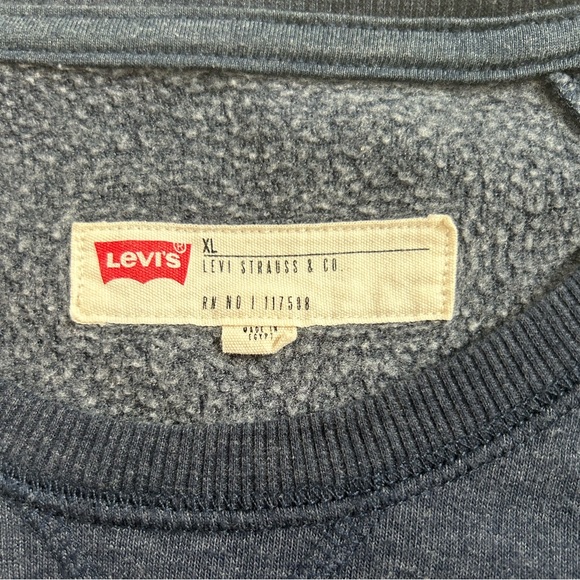 LEVI'S®
XL
LEVI STRAUSS & CO.
RN NO | 117598
MADE IN
EGYPT